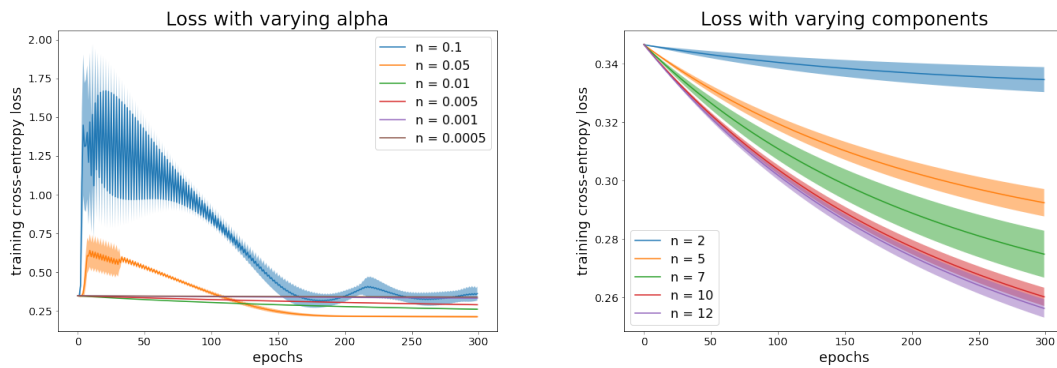 Loss with varying alpha
training cross-entropy loss
2.00
1.75
1.50
1.25
1.00
0.75
0.50
0.25
n = 0.1
n = 0.05
n = 0.01
n = 0.005
n = 0.001
n = 0.0005
0 50 100 150 200 250 300
epochs
Loss with varying components
training cross-entropy loss
0.34
0.32
0.30
0.28
0.26
n = 2
n = 5
n = 7
n = 10
n = 12
0 50 100 150 200 250 300
epochs